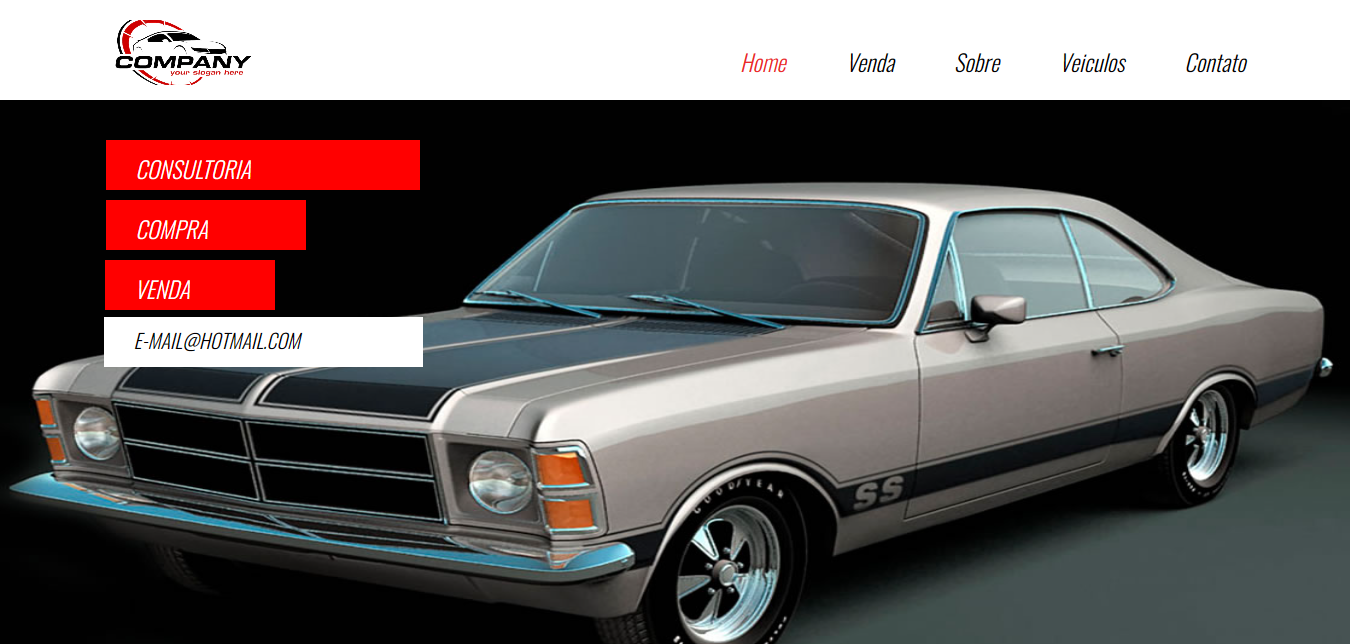 COMPANY
your slogan here
Home Venda Sobre Veiculos Contato
CONSULTORIA
COMPRA
VENDA
E-MAIL@HOTMAIL.COM
GOODYEAR
SS